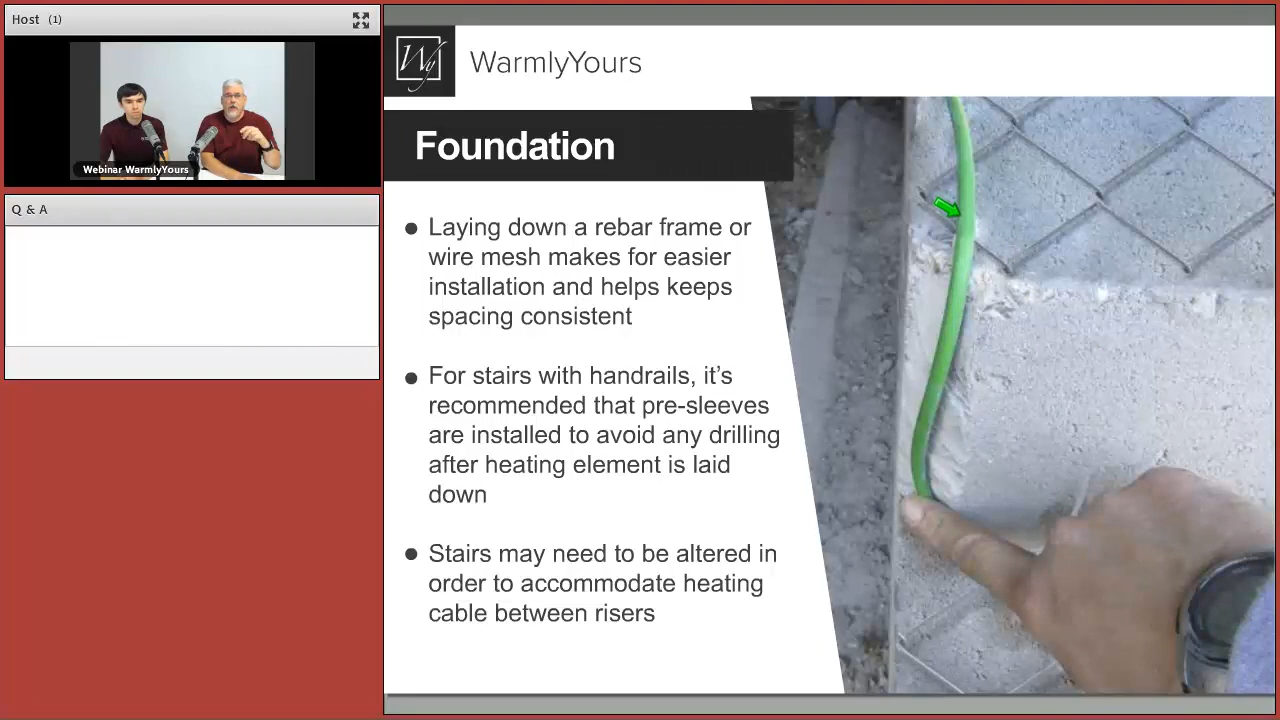 Host (1)
Webinar WarmlyYours
Q & A
Wy
WarmlyYours
Foundation
Laying down a rebar frame or
wire mesh makes for easier
installation and helps keeps
spacing consistent
For stairs with handrails, it’s
recommended that pre-sleeves
are installed to avoid any drilling
after heating element is laid
down
Stairs may need to be altered in
order to accommodate heating
cable between risers